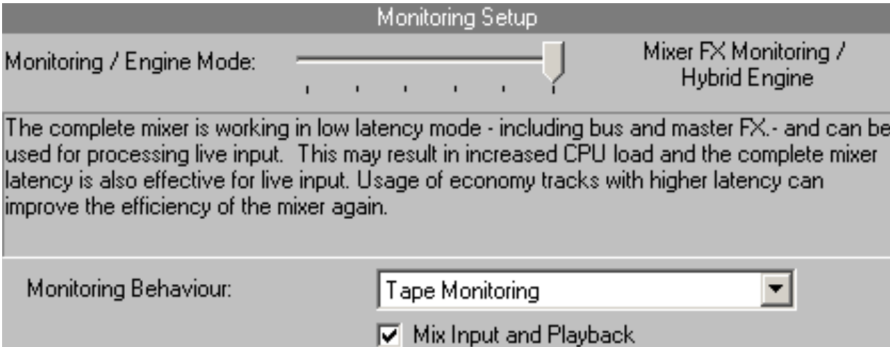 Monitoring Setup
Monitoring / Engine Mode:
Mixer FX Monitoring /
Hybrid Engine
The complete mixer is working in low latency mode - including bus and master FX.- and can be
used for processing live input.  This may result in increased CPU load and the complete mixer
latency is also effective for live input. Usage of economy tracks with higher latency can
improve the efficiency of the mixer again.
Monitoring Behaviour:
Tape Monitoring
Mix Input and Playback